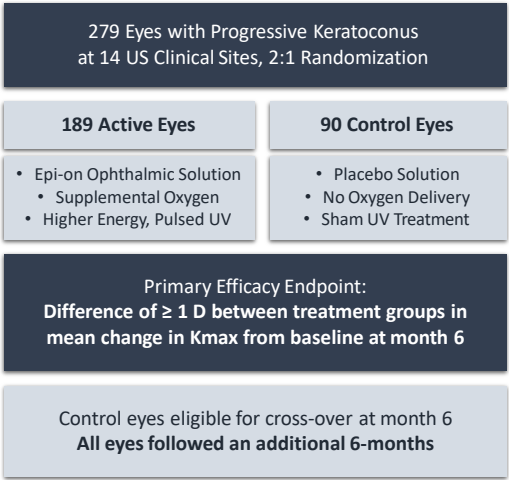 279 Eyes with Progressive Keratoconus
at 14 US Clinical Sites, 2:1 Randomization
189 Active Eyes
• Epi-on Ophthalmic Solution
• Supplemental Oxygen
• Higher Energy, Pulsed UV
90 Control Eyes
• Placebo Solution
• No Oxygen Delivery
• Sham UV Treatment
Primary Efficacy Endpoint:
Difference of ≥ 1 D between treatment groups in
mean change in Kmax from baseline at month 6
Control eyes eligible for cross-over at month 6
All eyes followed an additional 6-months